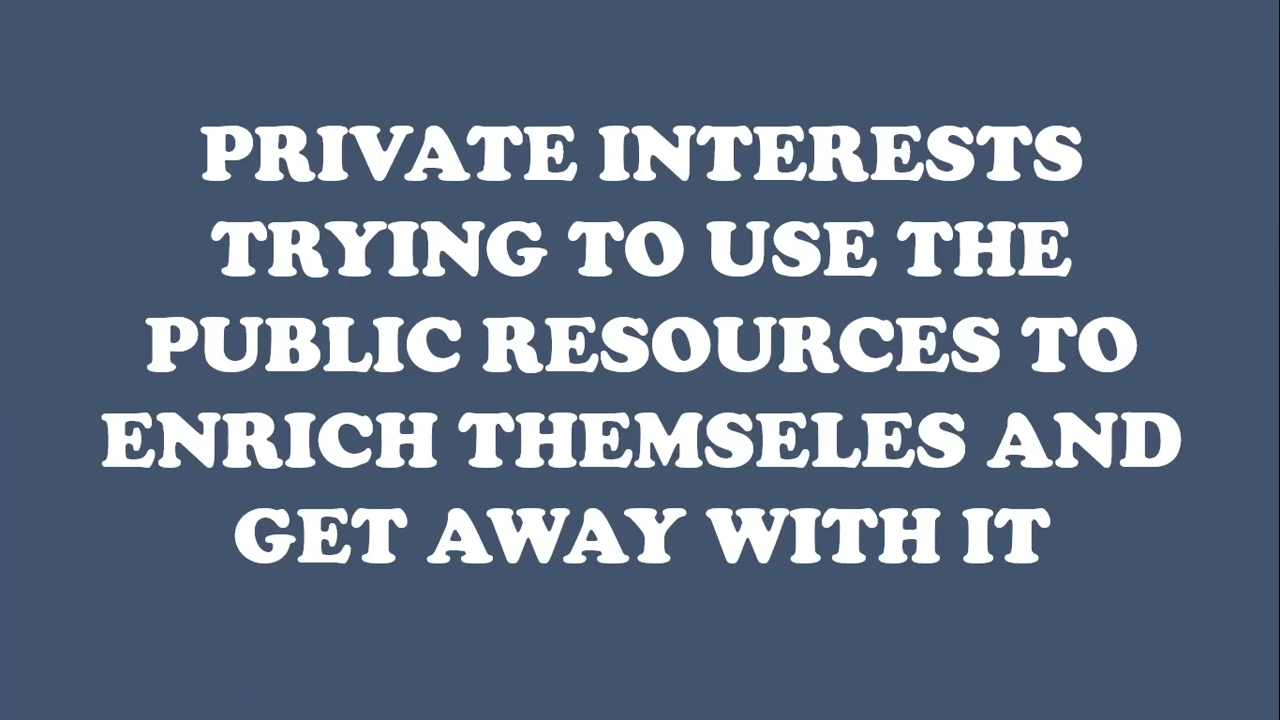 PRIVATE INTERESTS
TRYING TO USE THE
PUBLIC RESOURCES TO
ENRICH THEMSELES AND
GET AWAY WITH IT